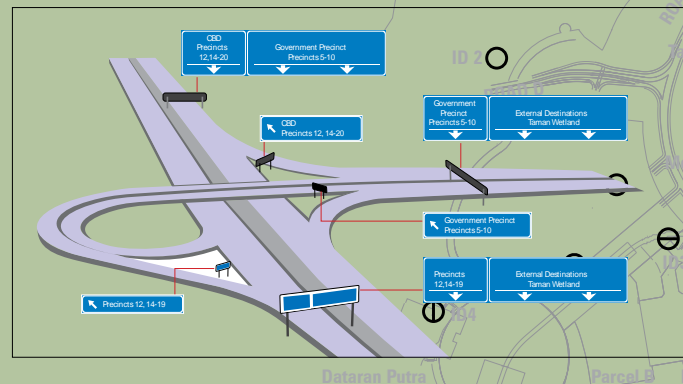 CBD
Precincts
12,14-20
Government Precinct
Precincts 5-10
ID 2
CBD
Precincts 12, 14-20
Government
Precinct
Precincts 5-10
External Destinations
Taman Wetland
Government Precinct
Precincts 5-10
Precincts
12,14-19
External Destinations
Taman Wetland
Precincts 12, 14-19
ID4
Dataran Putra
Parcel